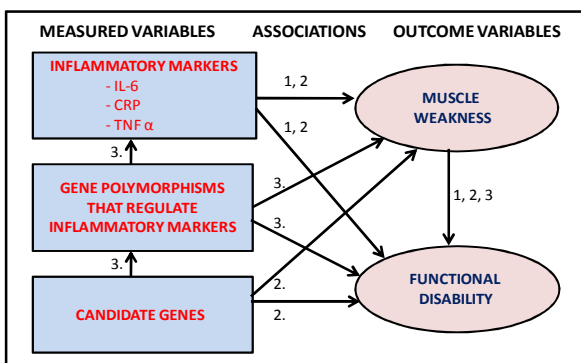 MEASURED VARIABLES ASSOCIATIONS OUTCOME VARIABLES
INFLAMMATORY MARKERS
- IL-6
- CRP
- TNF α
1, 2
1, 2
MUSCLE
WEAKNESS
3.
GENE POLYMORPHISMS
THAT REGULATE
INFLAMMATORY MARKERS
3.
3.
1, 2, 3
3.
CANDIDATE GENES
2.
2.
FUNCTIONAL
DISABILITY